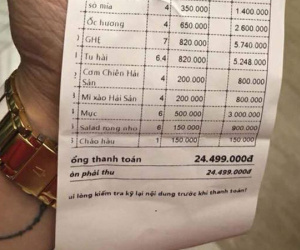 sò mía 4 350.000 1.400.000
Ốc hương 4 650.000 2.600.000
GHẸ 7 820.000 5.740.000
Tu hài 6,4 820.000 5.248.000
Cơm Chiên Hải 4 200.000 800.000
Sản
Mì xào Hải Sản 4 200.000 800.000
Mực 6 500.000 3.000.000
Salad rong nho 6 150.000 900.000
Cháo hàu 1 150.000 150.000
ổng thanh toán 24.499.000đ
òn phải thu 24.499.000đ
ui lòng kiểm tra kỹ lại nội dung trước khi thanh toán!